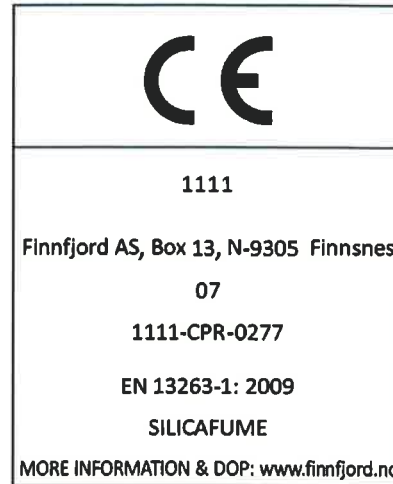 CE
1111
Finnfjord AS, Box 13, N-9305 Finnsnes
07
1111-CPR-0277
EN 13263-1: 2009
SILICAFUME
MORE INFORMATION & DOP: www.finnfjord.no